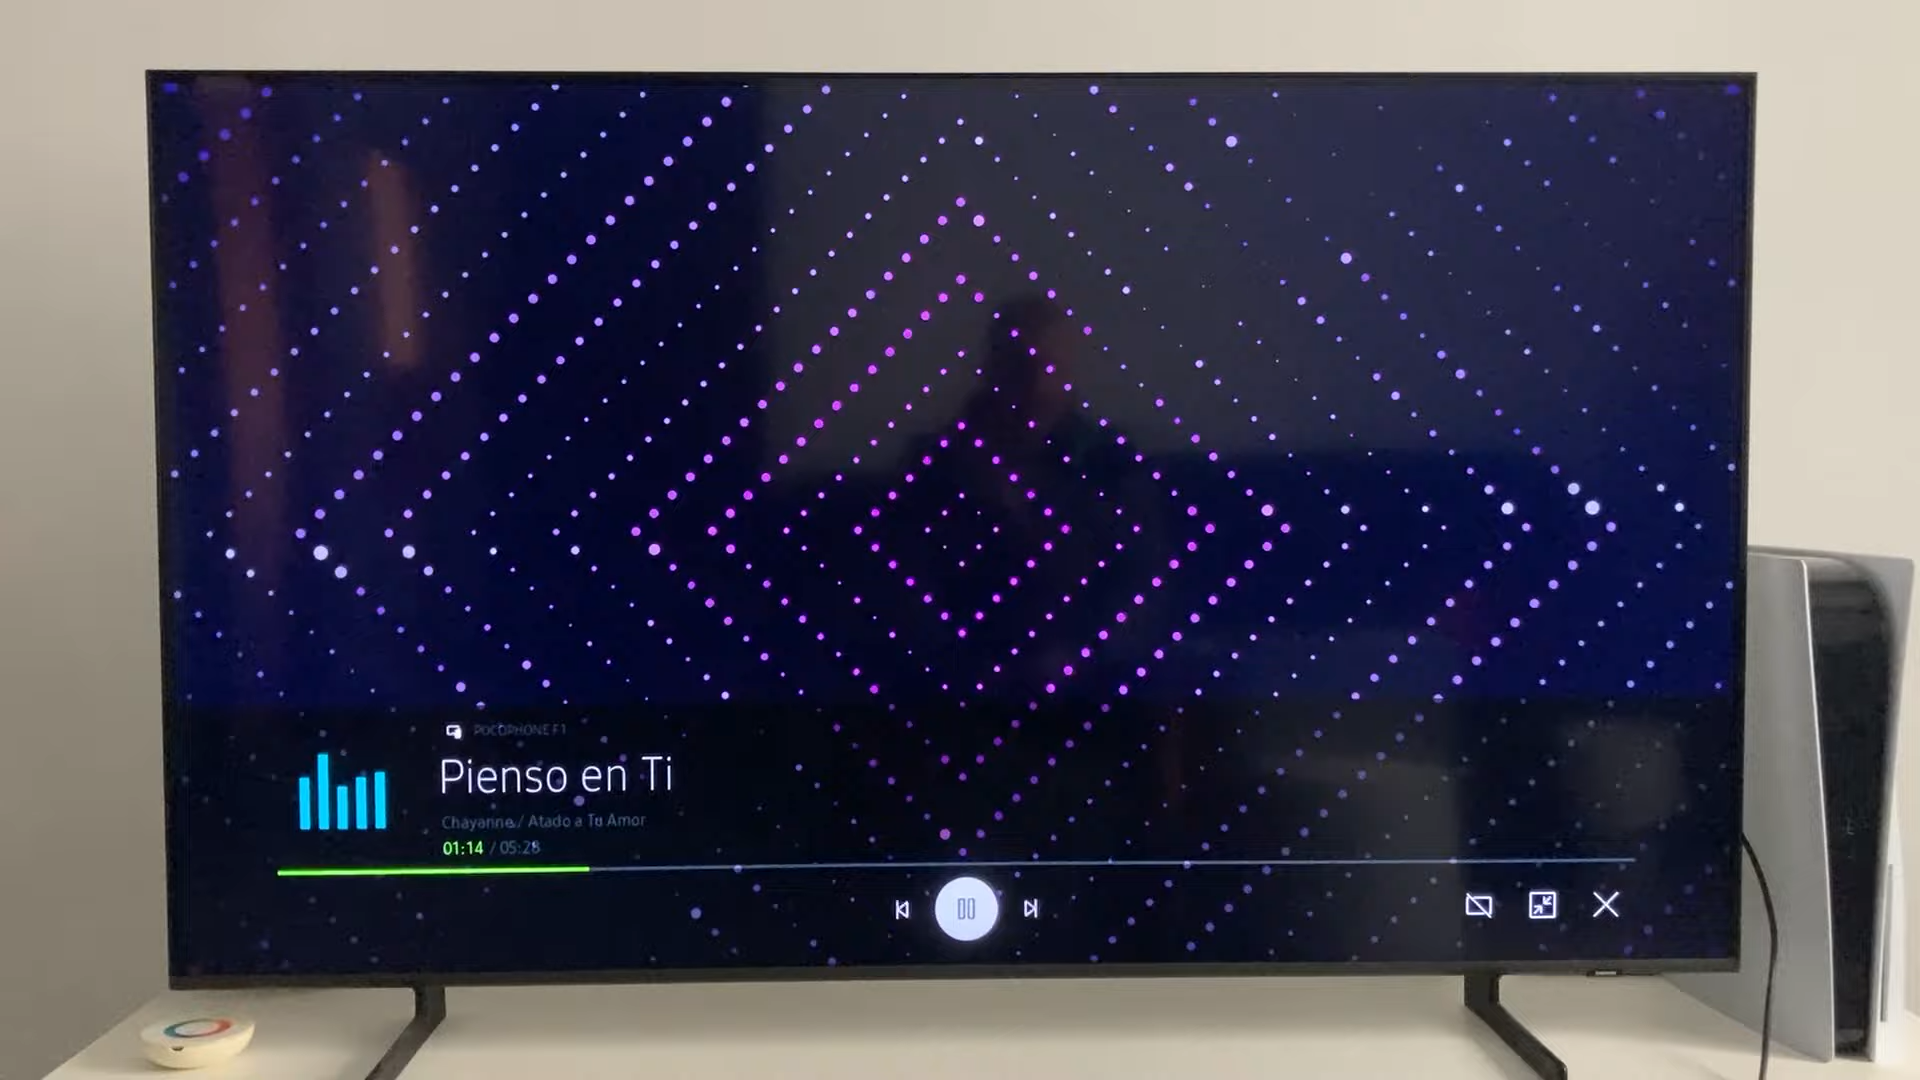 POCOPHONE F1
Pienso en Ti
Chayanne / Atado a Tu Amor
01:14 / 05:28